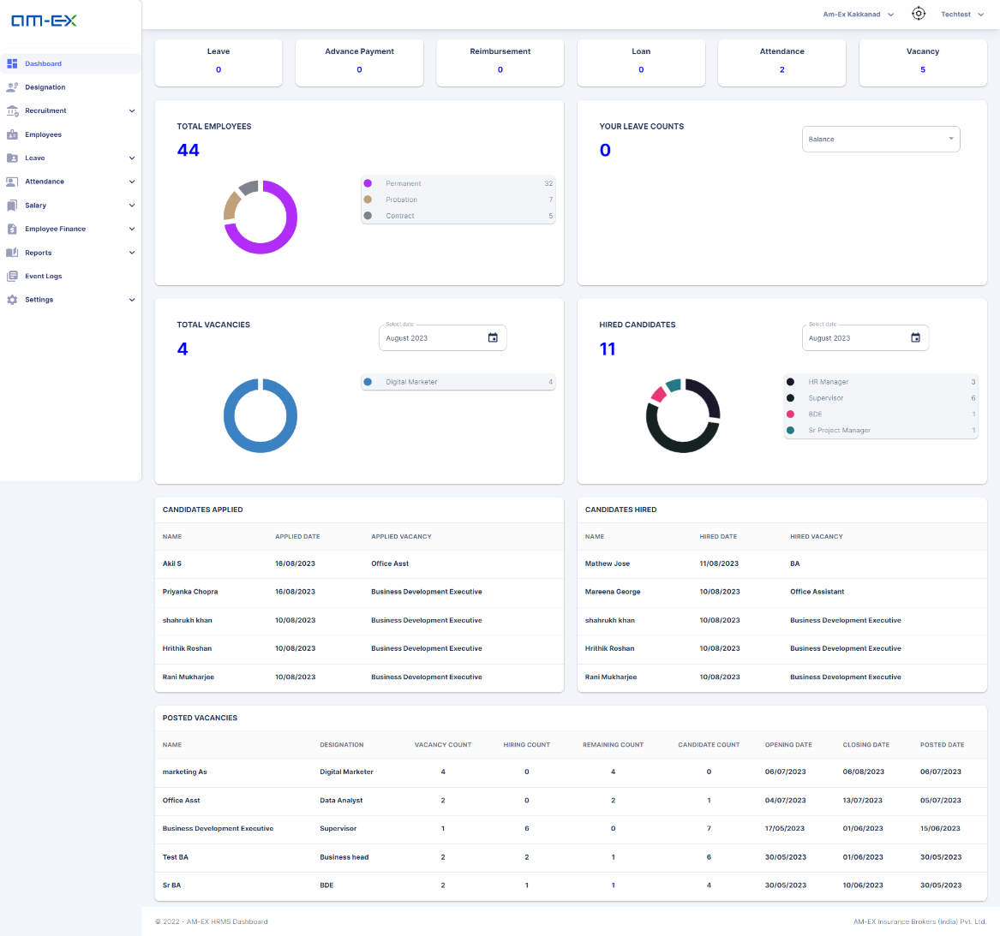 AM-EX
Am-Ex Kakkanad Techtest
Dashboard
Designation
Recruitment
Employees
Leave
Attendance
Salary
Employee Finance
Reports
Event Logs
Settings
Leave Advance Payment Reimbursement Loan Attendance Vacancy
0 0 0 0 2 5
TOTAL EMPLOYEES
44
Permanent 32
Probation 7
Contract 5
YOUR LEAVE COUNTS
0
Balance
TOTAL VACANCIES
4
Select date
August 2023
Digital Marketer 4
HIRED CANDIDATES
11
Select date
August 2023
HR Manager 3
Supervisor 6
BDE 1
Sr Project Manager 1
CANDIDATES APPLIED
NAME APPLIED DATE APPLIED VACANCY
Akil S 16/08/2023 Office Asst
Priyanka Chopra 16/08/2023 Business Development Executive
shahrukh khan 10/08/2023 Business Development Executive
Hrithik Roshan 10/08/2023 Business Development Executive
Rani Mukharjee 10/08/2023 Business Development Executive
CANDIDATES HIRED
NAME HIRED DATE HIRED VACANCY
Mathew Jose 11/08/2023 BA
Mareena George 10/08/2023 Office Assistant
shahrukh khan 10/08/2023 Business Development Executive
Hrithik Roshan 10/08/2023 Business Development Executive
Rani Mukharjee 10/08/2023 Business Development Executive
POSTED VACANCIES
NAME DESIGNATION VACANCY COUNT HIRING COUNT REMAINING COUNT CANDIDATE COUNT OPENING DATE CLOSING DATE POSTED DATE
marketing As Digital Marketer 4 0 4 0 06/07/2023 06/08/2023 06/07/2023
Office Asst Data Analyst 2 0 2 1 04/07/2023 13/07/2023 05/07/2023
Business Development Executive Supervisor 1 6 0 7 17/05/2023 01/06/2023 15/06/2023
Test BA Business head 2 2 1 6 30/05/2023 01/06/2023 30/05/2023
Sr BA BDE 2 1 1 4 30/05/2023 10/06/2023 30/05/2023
© 2022 - AM-EX HRMS Dashboard AM-EX Insurance Brokers (India) Pvt. Ltd.